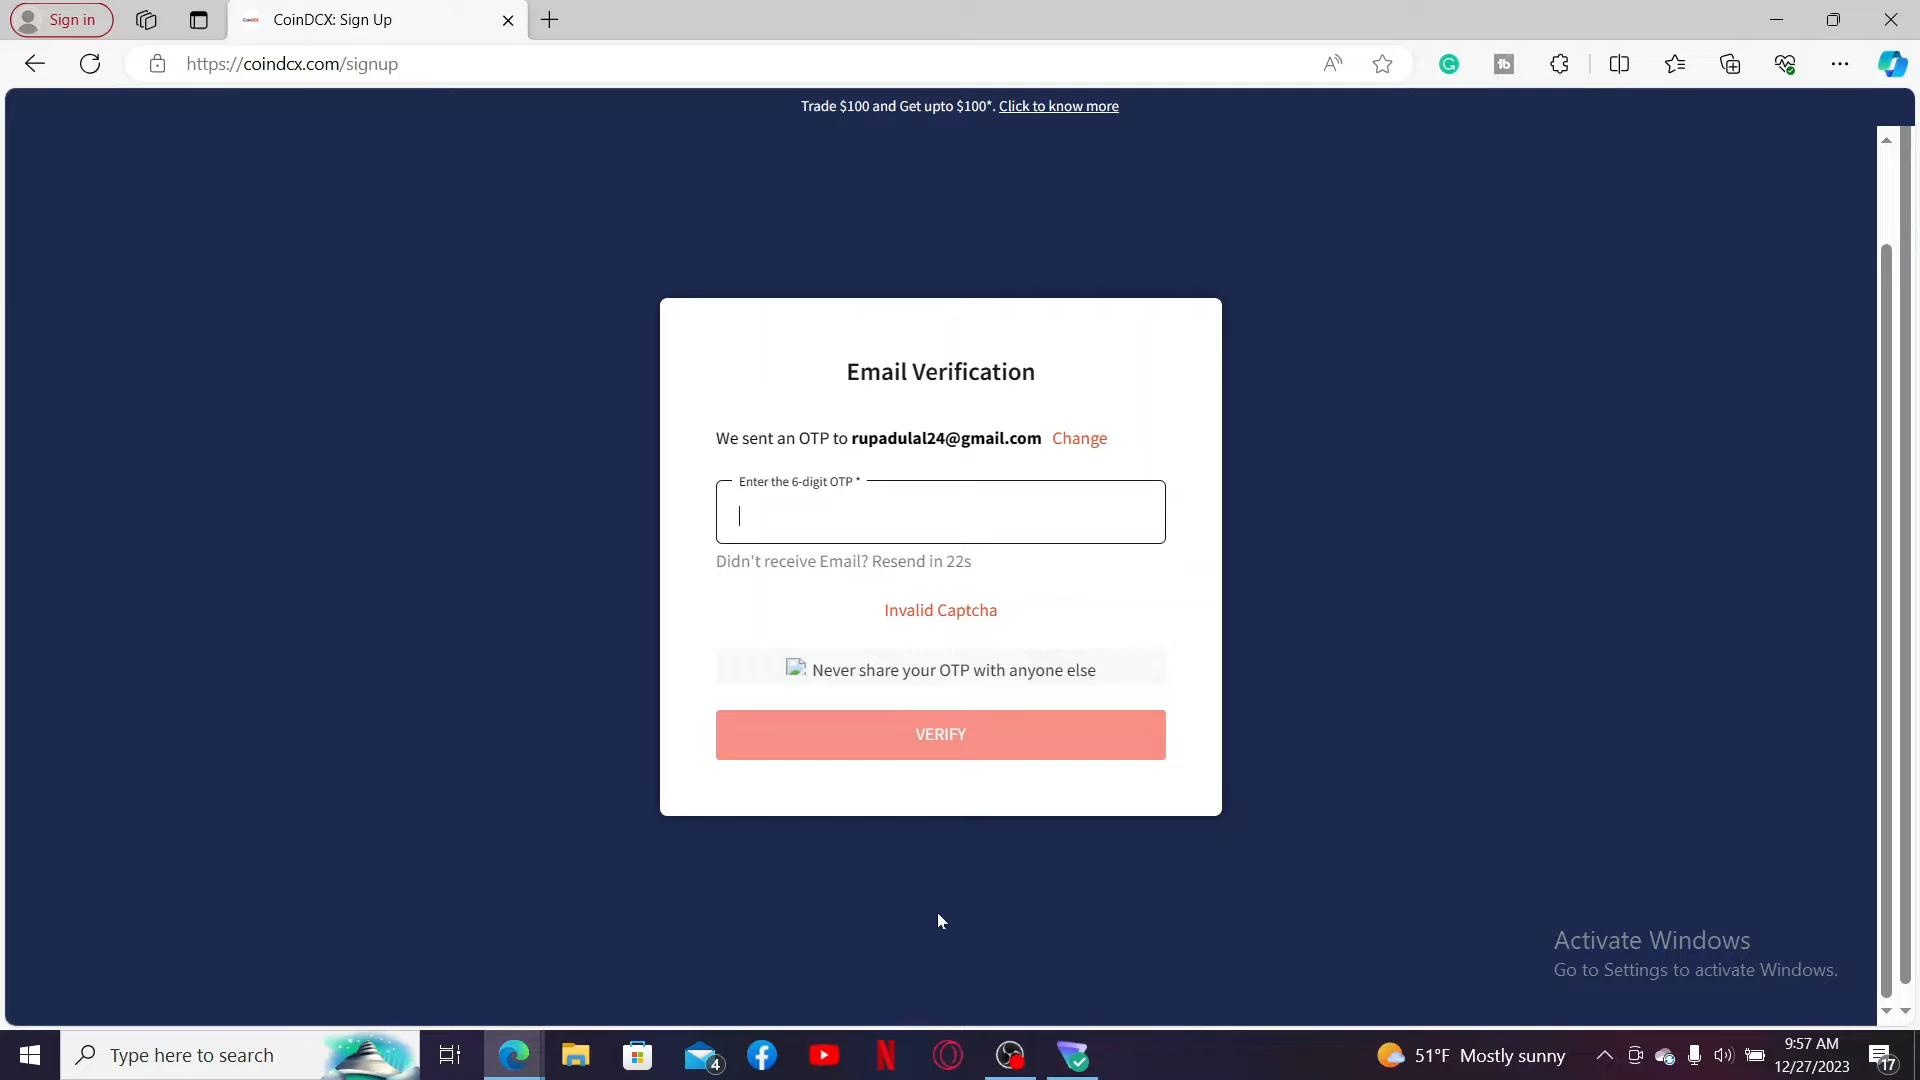 Sign in
CoinDCX: Sign Up
https://coindcx.com/signup
Trade $100 and Get upto $100*. Click to know more
Email Verification
We sent an OTP to rupadulal24@gmail.com Change
Enter the 6-digit OTP *
Didn't receive Email? Resend in 22s
Invalid Captcha
Never share your OTP with anyone else
VERIFY
Activate Windows
Go to Settings to activate Windows.
Type here to search
4
51°F Mostly sunny
9:57 AM
12/27/2023
17